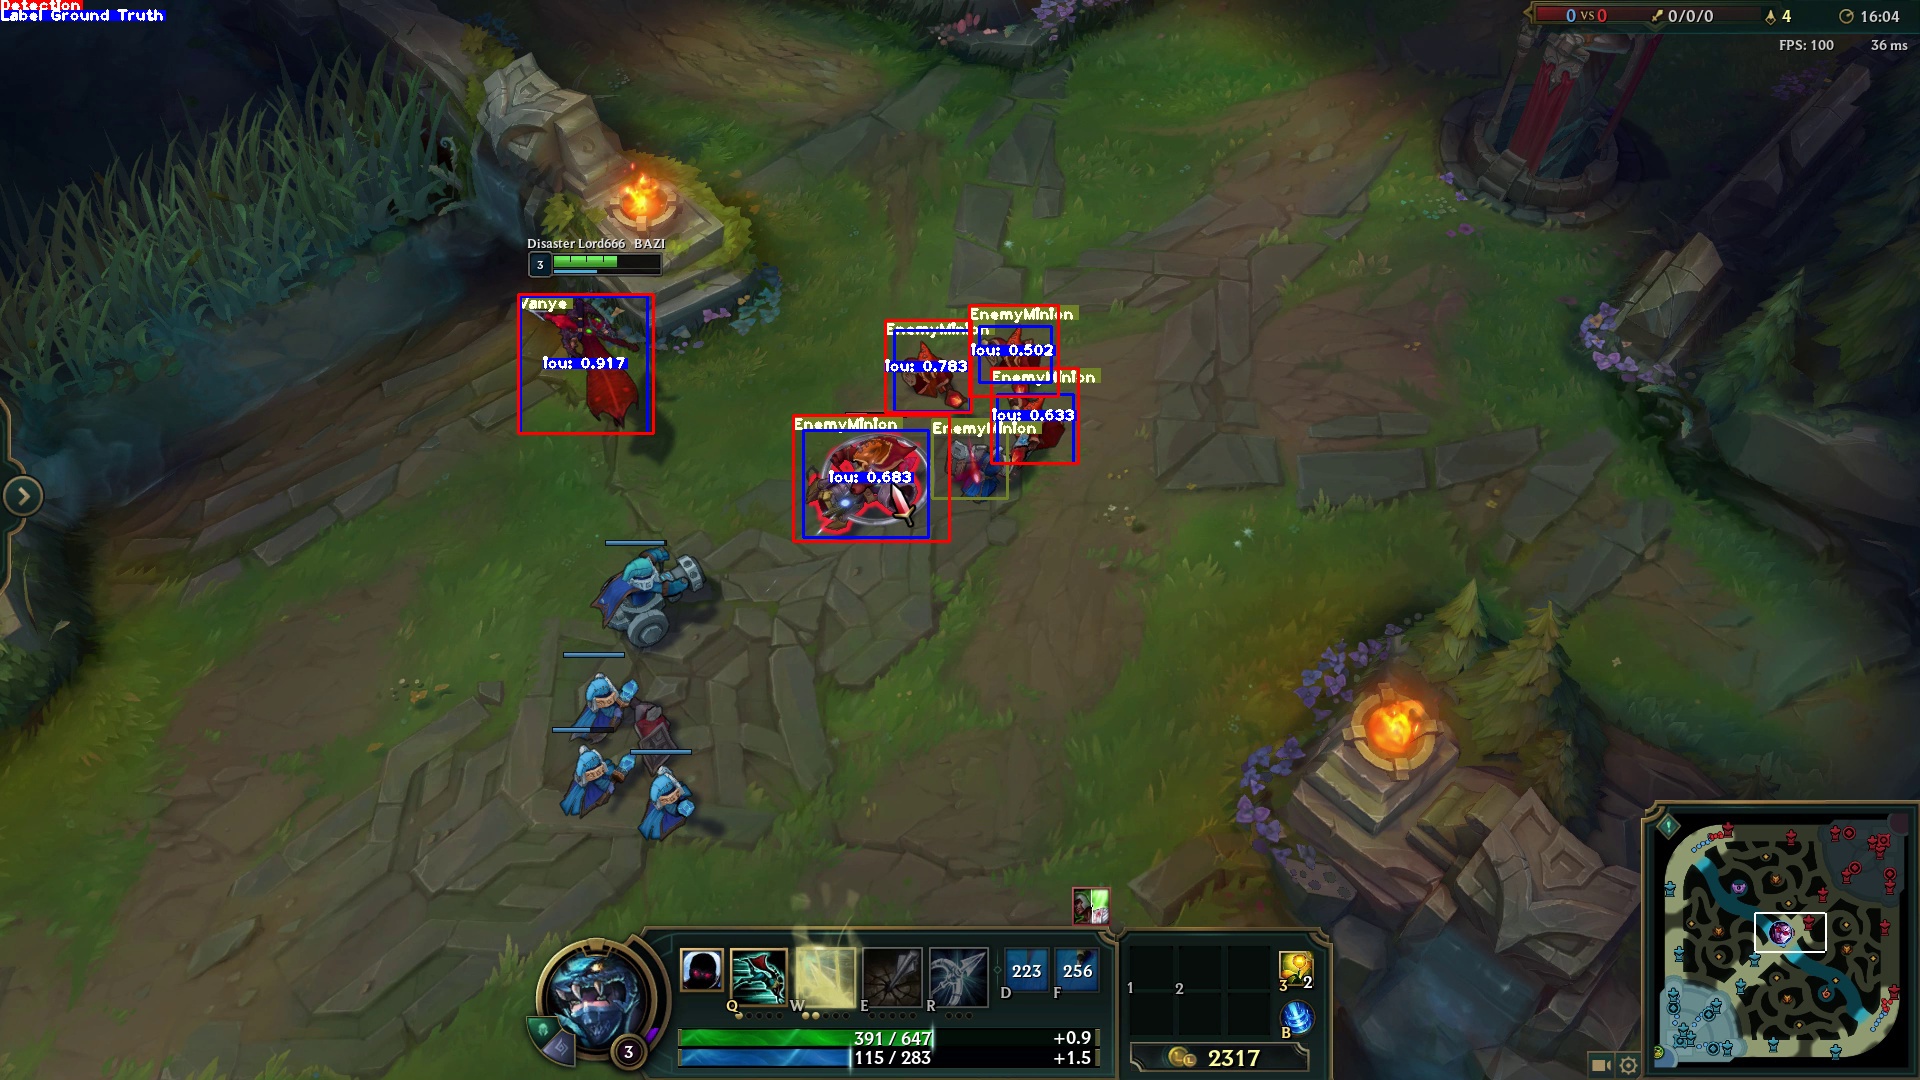 Detection
Label Ground Truth
0 vs 0
0/0/0
4
16:04
FPS: 100
36 ms
Disaster Lord666 BAZI
3
Vanye
Iou: 0.917
EnemyMinion
Iou: 0.502
EnemyMinion
Iou: 0.783
EnemyMinion
Iou: 0.633
EnemyMinion
Iou: 0.683
EnemyMinion
223
256
Q
W
E
R
D
F
1
2
3
2
B
3
391 / 647
+0.9
115 / 283
+1.5
2317